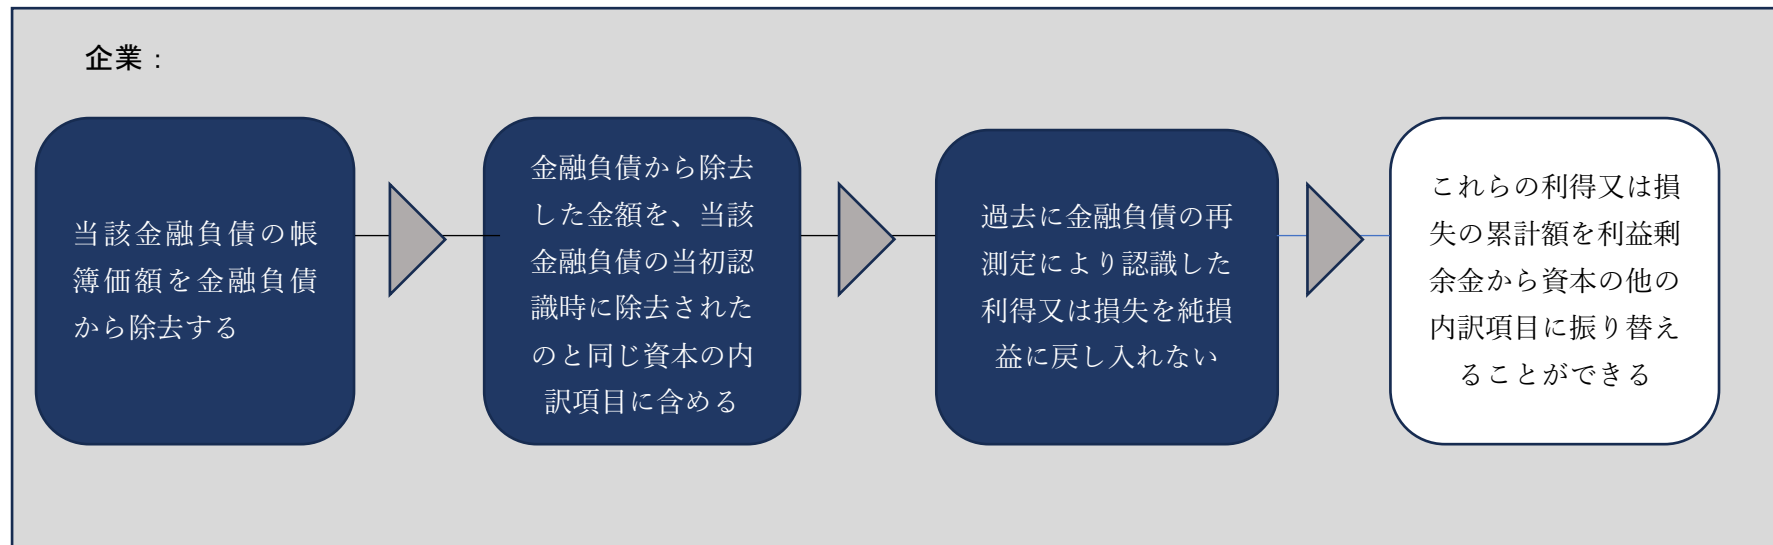 企業：
当該金融負債の帳
簿価額を金融負債
から除去する
金融負債から除去
した金額を、当該
金融負債の当初認
識時に除去された
のと同じ資本の内
訳項目に含める
過去に金融負債の再
測定により認識した
利得又は損失を純損
益に戻し入れない
これらの利得又は損
失の累計額を利益剰
余金から資本の他の
内訳項目に振り替え
ることができる